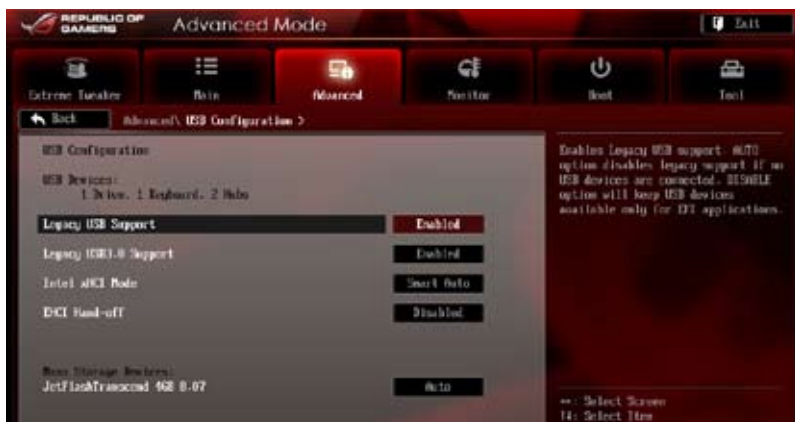 REPUBLIC OF GAMERS
Advanced Mode
Exit
Extreme Tweaker
Main
Advanced
Monitor
Boot
Tool
Back
Advanced\ USB Configuration >
USB Configuration
USB Devices:
1 Drive, 1 Keyboard, 2 Hubs
Legacy USB Support
Enabled
Legacy USB3.0 Support
Enabled
Intel xHCI Mode
Smart Auto
EHCI Hand-off
Disabled
Mass Storage Devices:
JetFlashTranscend 4GB 8.07
Auto
Enables Legacy USB support. AUTO
option disables legacy support if no
USB devices are connected. DISABLE
option will keep USB devices
available only for EFI applications.
: Select Screen
: Select Item